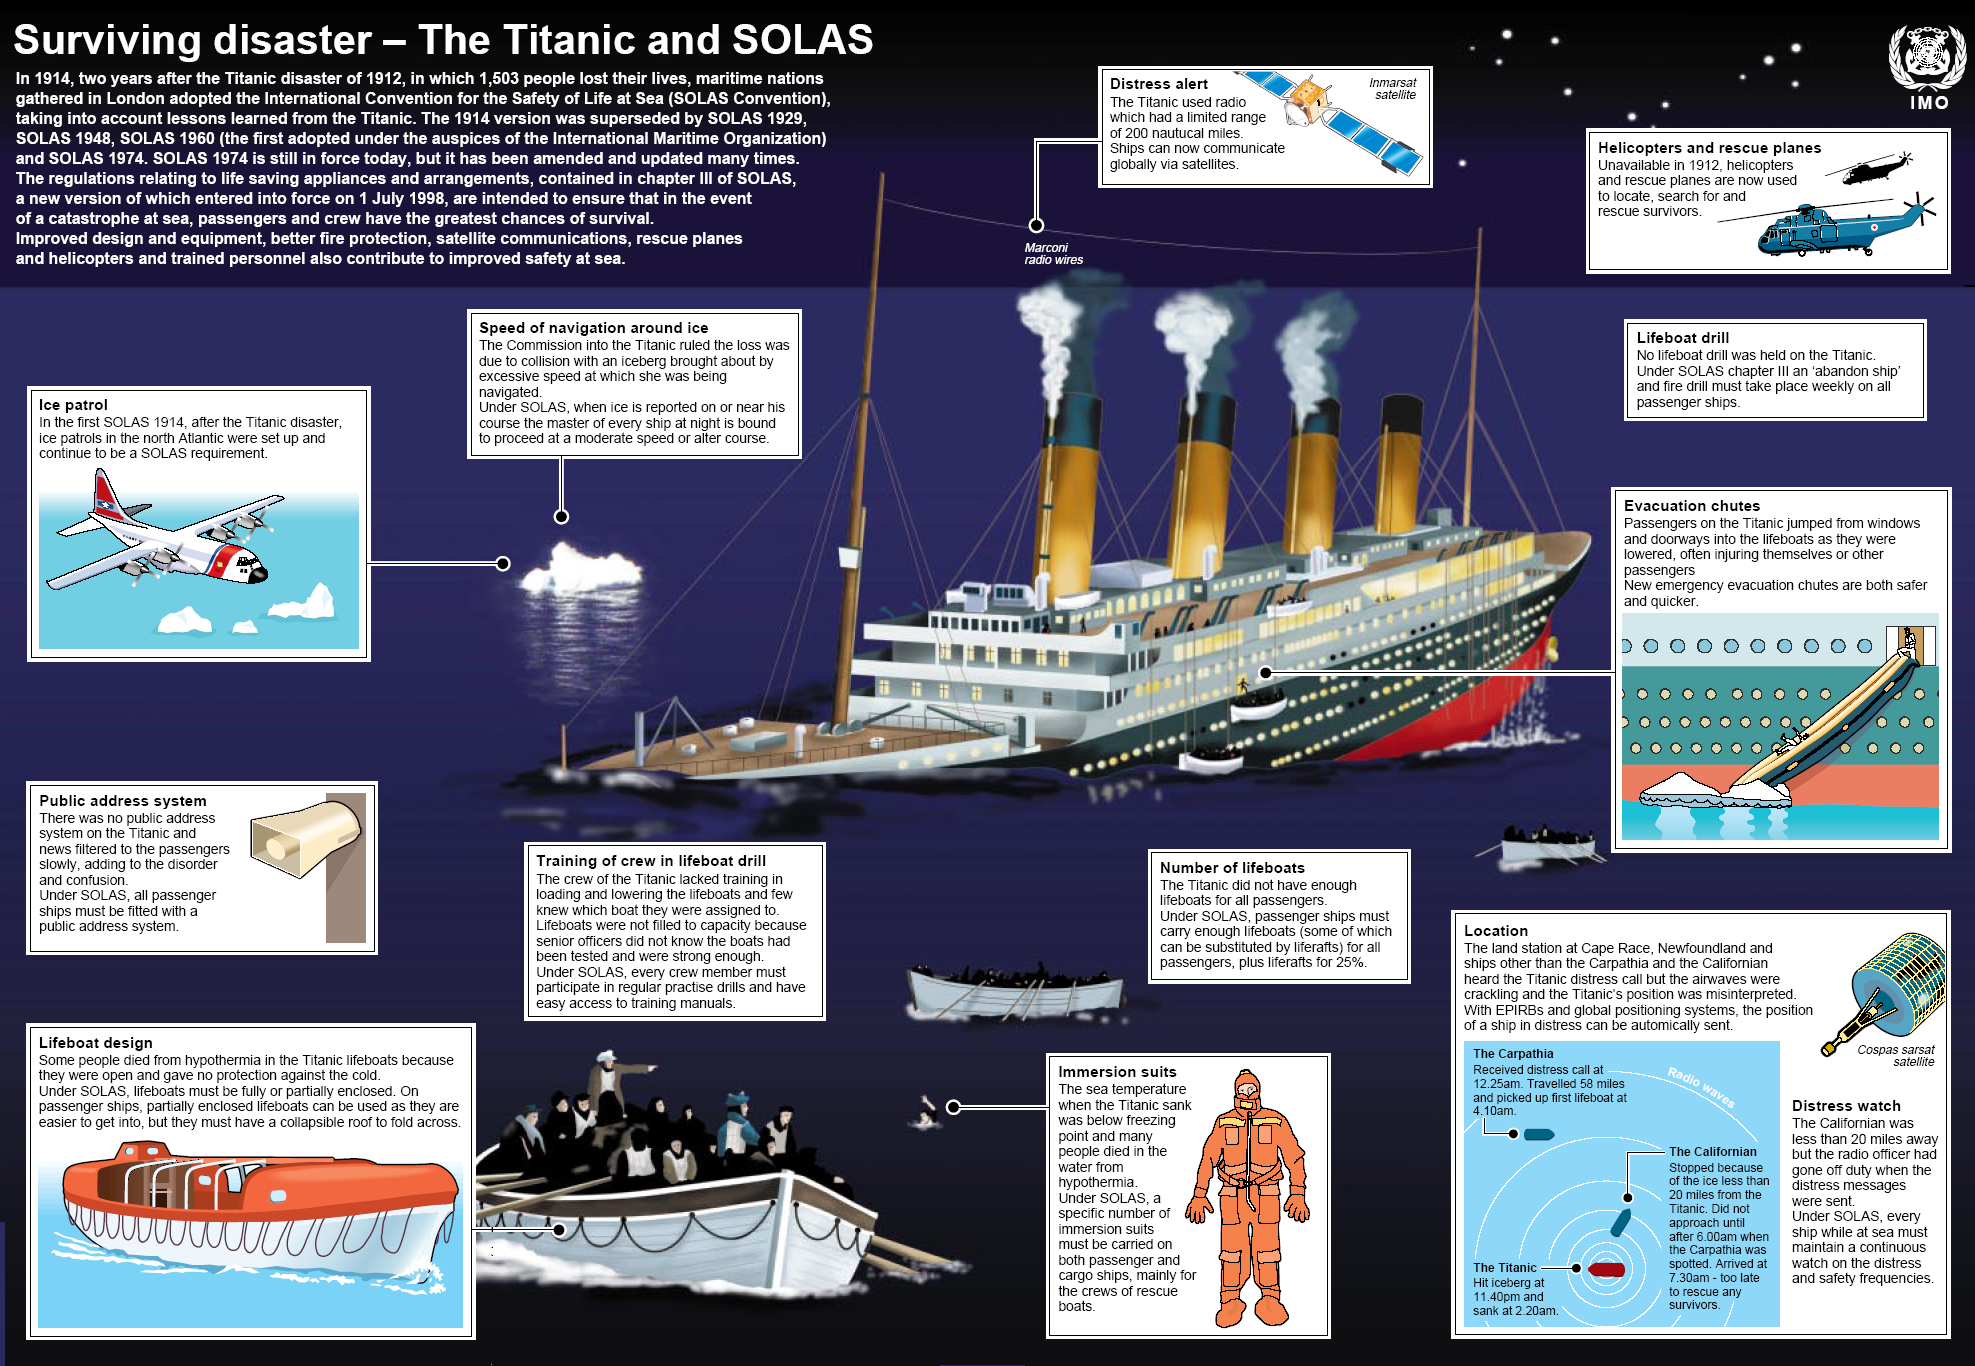 Surviving disaster – The Titanic and SOLAS
In 1914, two years after the Titanic disaster of 1912, in which 1,503 people lost their lives, maritime nations
gathered in London adopted the International Convention for the Safety of Life at Sea (SOLAS Convention),
taking into account lessons learned from the Titanic. The 1914 version was superseded by SOLAS 1929,
SOLAS 1948, SOLAS 1960 (the first adopted under the auspices of the International Maritime Organization)
and SOLAS 1974. SOLAS 1974 is still in force today, but it has been amended and updated many times.
The regulations relating to life saving appliances and arrangements, contained in chapter III of SOLAS,
a new version of which entered into force on 1 July 1998, are intended to ensure that in the event
of a catastrophe at sea, passengers and crew have the greatest chances of survival.
Improved design and equipment, better fire protection, satellite communications, rescue planes
and helicopters and trained personnel also contribute to improved safety at sea.
IMO
Distress alert
The Titanic used radio
which had a limited range
of 200 nautucal miles.
Ships can now communicate
globally via satellites.
Inmarsat
satellite
Marconi
radio wires
Helicopters and rescue planes
Unavailable in 1912, helicopters
and rescue planes are now used
to locate, search for and
rescue survivors.
Speed of navigation around ice
The Commission into the Titanic ruled the loss was
due to collision with an iceberg brought about by
excessive speed at which she was being
navigated.
Under SOLAS, when ice is reported on or near his
course the master of every ship at night is bound
to proceed at a moderate speed or alter course.
Lifeboat drill
No lifeboat drill was held on the Titanic.
Under SOLAS chapter III an ‘abandon ship’
and fire drill must take place weekly on all
passenger ships.
Ice patrol
In the first SOLAS 1914, after the Titanic disaster,
ice patrols in the north Atlantic were set up and
continue to be a SOLAS requirement.
Evacuation chutes
Passengers on the Titanic jumped from windows
and doorways into the lifeboats as they were
lowered, often injuring themselves or other
passengers
New emergency evacuation chutes are both safer
and quicker.
Public address system
There was no public address
system on the Titanic and
news filtered to the passengers
slowly, adding to the disorder
and confusion.
Under SOLAS, all passenger
ships must be fitted with a
public address system.
Training of crew in lifeboat drill
The crew of the Titanic lacked training in
loading and lowering the lifeboats and few
knew which boat they were assigned to.
Lifeboats were not filled to capacity because
senior officers did not know the boats had
been tested and were strong enough.
Under SOLAS, every crew member must
participate in regular practise drills and have
easy access to training manuals.
Number of lifeboats
The Titanic did not have enough
lifeboats for all passengers.
Under SOLAS, passenger ships must
carry enough lifeboats (some of which
can be substituted by liferafts) for all
passengers, plus liferafts for 25%.
Location
The land station at Cape Race, Newfoundland and
ships other than the Carpathia and the Californian
heard the Titanic distress call but the airwaves were
crackling and the Titanic's position was misinterpreted.
With EPIRBs and global positioning systems, the position
of a ship in distress can be automically sent.
Cospas sarsat
satellite
The Carpathia
Received distress call at
12.25am. Travelled 58 miles
and picked up first lifeboat at
4.10am.
Radio waves
The Californian
Stopped because
of the ice less than
20 miles from the
Titanic. Did not
approach until
after 6.00am when
the Carpathia was
spotted. Arrived at
7.30am - too late
to rescue any
survivors.
The Titanic
Hit iceberg at
11.40pm and
sank at 2.20am.
Distress watch
The Californian was
less than 20 miles away
but the radio officer had
gone off duty when the
distress messages
were sent.
Under SOLAS, every
ship while at sea must
maintain a continuous
watch on the distress
and safety frequencies.
Lifeboat design
Some people died from hypothermia in the Titanic lifeboats because
they were open and gave no protection against the cold.
Under SOLAS, lifeboats must be fully or partially enclosed. On
passenger ships, partially enclosed lifeboats can be used as they are
easier to get into, but they must have a collapsible roof to fold across.
Immersion suits
The sea temperature
when the Titanic sank
was below freezing
point and many
people died in the
water from
hypothermia.
Under SOLAS, a
specific number of
immersion suits
must be carried on
both passenger and
cargo ships, mainly for
the crews of rescue
boats.